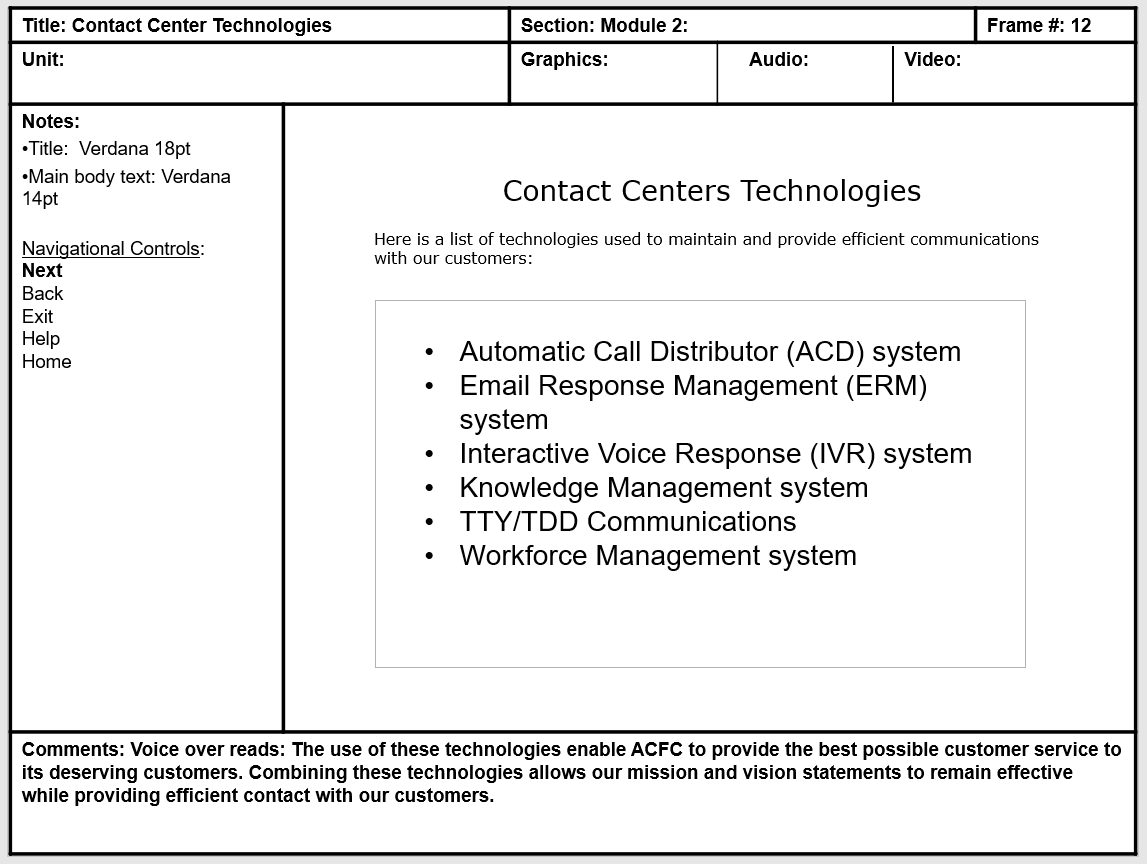 Title: Contact Center Technologies
Section: Module 2:
Frame #: 12
Unit:
Graphics:
Audio:
Video:
Notes:
•Title:  Verdana 18pt
•Main body text: Verdana
14pt
Navigational Controls:
Next
Back
Exit
Help
Home
Contact Centers Technologies
Here is a list of technologies used to maintain and provide efficient communications
with our customers:
• Automatic Call Distributor (ACD) system
• Email Response Management (ERM)
system
• Interactive Voice Response (IVR) system
• Knowledge Management system
• TTY/TDD Communications
• Workforce Management system
Comments: Voice over reads: The use of these technologies enable ACFC to provide the best possible customer service to
its deserving customers. Combining these technologies allows our mission and vision statements to remain effective
while providing efficient contact with our customers.